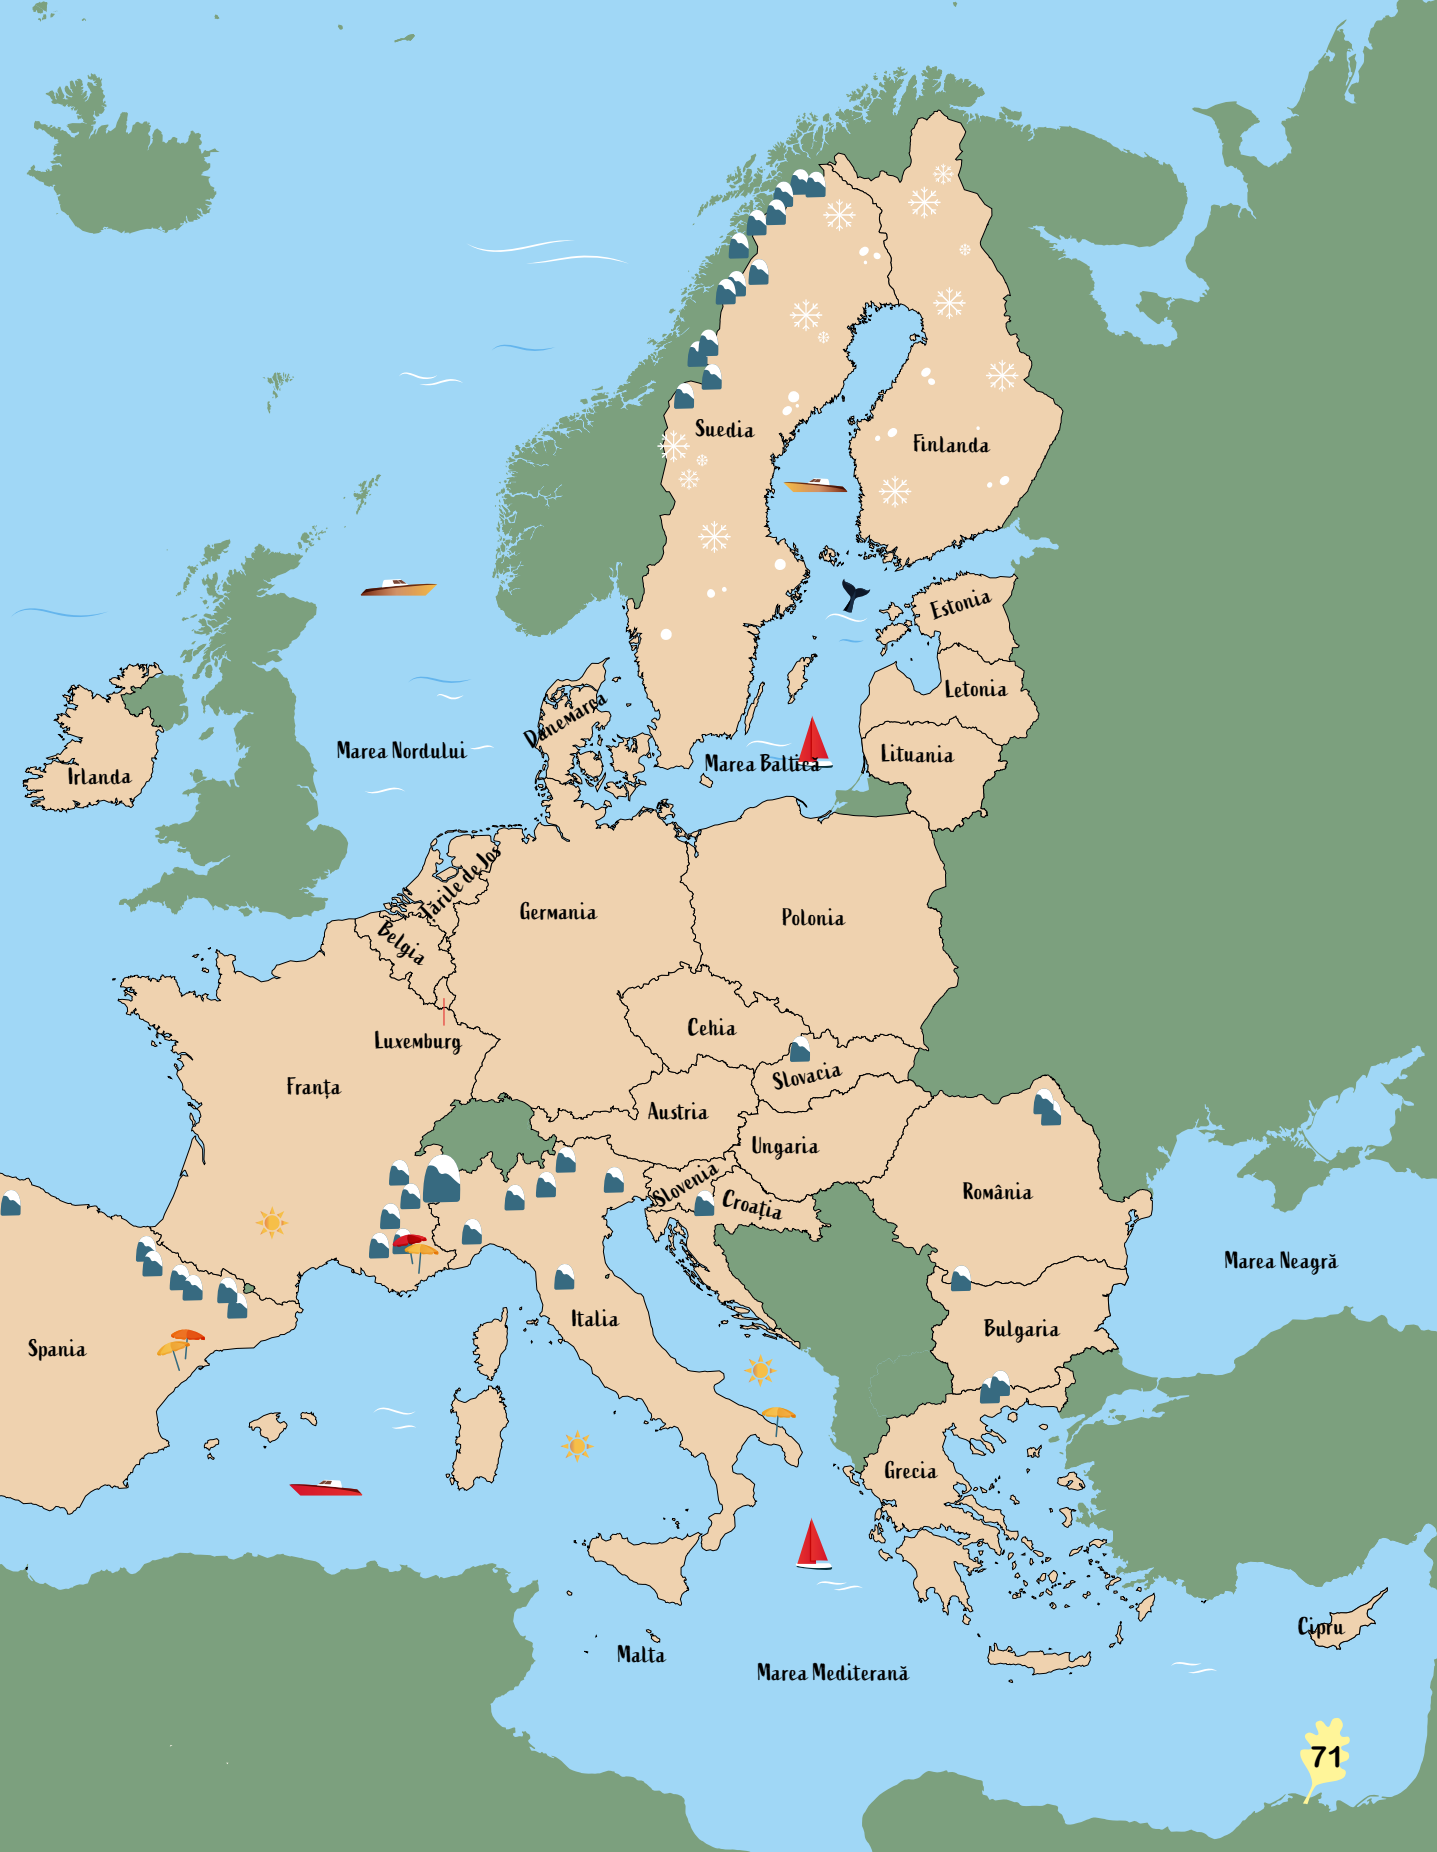 Suedia
Finlanda
Estonia
Letonia
Danemarca
Marea Nordului
Marea Baltică
Lituania
Irlanda
Țările de Jos
Germania
Polonia
Belgia
Cehia
Luxemburg
Slovacia
Franța
Austria
Ungaria
Slovenia
Croația
România
Marea Neagră
Italia
Bulgaria
Spania
Grecia
Cipru
Malta
Marea Mediterană
71